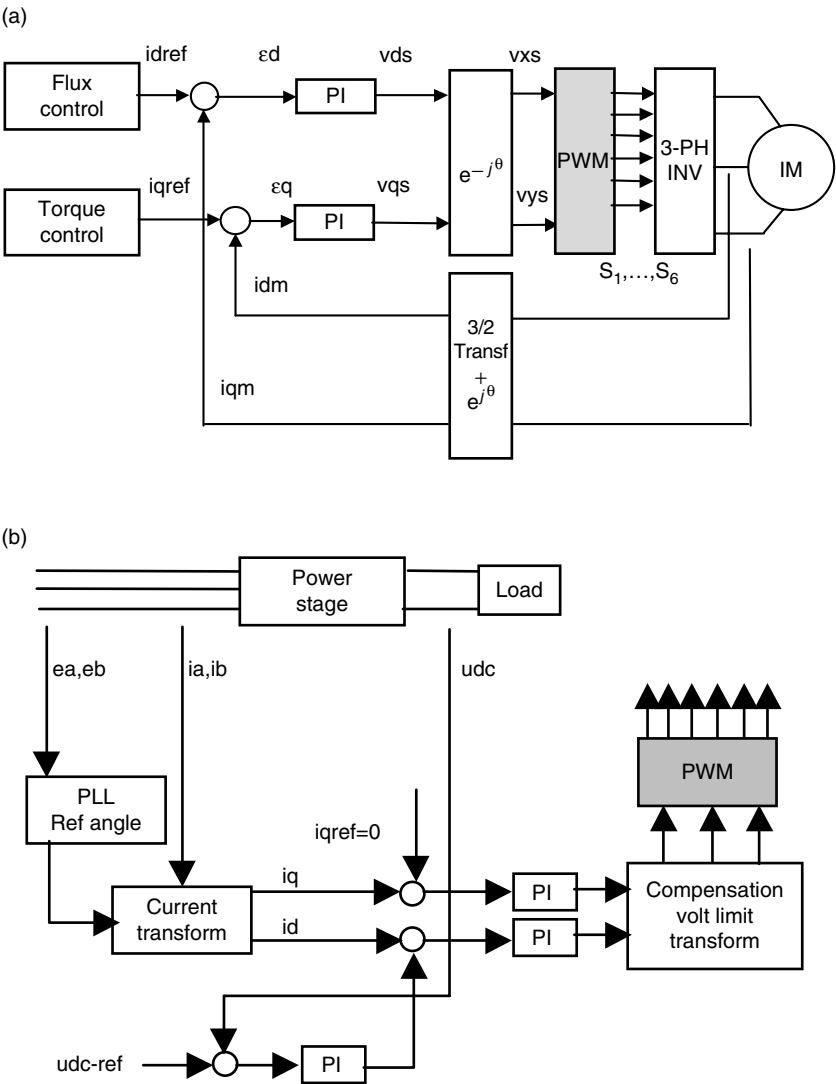 (a)
idref
εd
vds
vxs
Flux
control
PI
PWM
3-PH
INV
IM
e^{−jθ}
iqref
εq
vqs
vys
Torque
control
PI
S₁,...,S₆
idm
3/2
Transf
+
e^{jθ}
iqm
(b)
Power
stage
Load
ea,eb
ia,ib
udc
PWM
PLL
Ref angle
iqref=0
iq
PI
Compensation
volt limit
transform
Current
transform
id
PI
udc-ref
PI